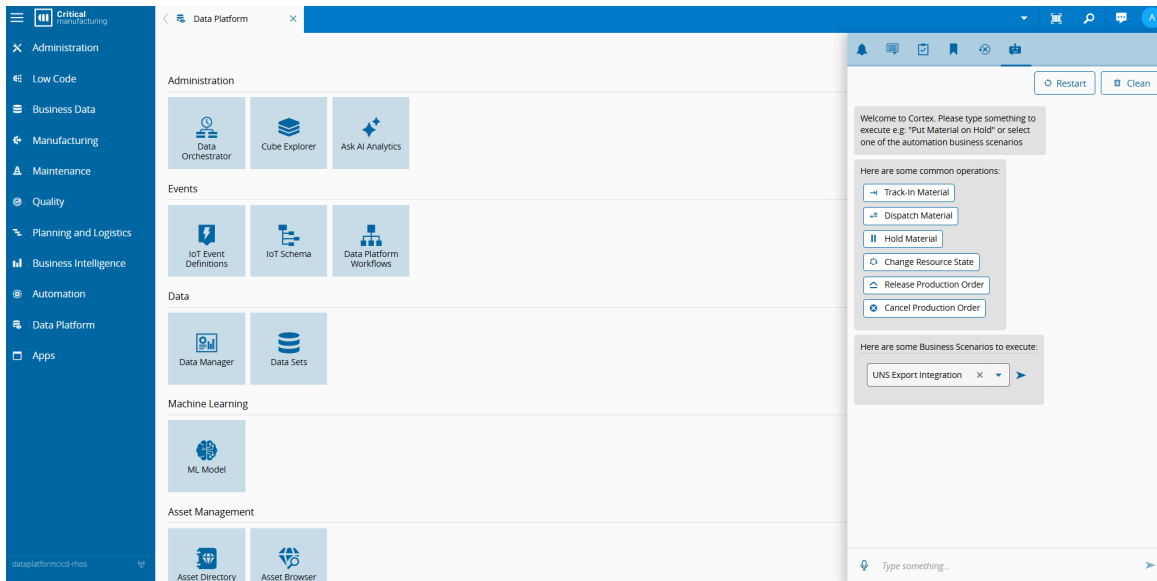 Critical
manufacturing
Data Platform
A
Administration
Low Code
Business Data
Manufacturing
Maintenance
Quality
Planning and Logistics
Business Intelligence
Automation
Data Platform
Apps
dataplatformcicd-rhos
Administration
Data
Orchestrator
Cube Explorer
Ask AI Analytics
Events
IoT Event
Definitions
IoT Schema
Data Platform
Workflows
Data
Data Manager
Data Sets
Machine Learning
ML Model
Asset Management
Asset Directory
Asset Browser
Restart
Clean
Welcome to Cortex. Please type something to
execute e.g: "Put Material on Hold" or select
one of the automation business scenarios
Here are some common operations:
Track-In Material
Dispatch Material
Hold Material
Change Resource State
Release Production Order
Cancel Production Order
Here are some Business Scenarios to execute:
UNS Export Integration
Type something...